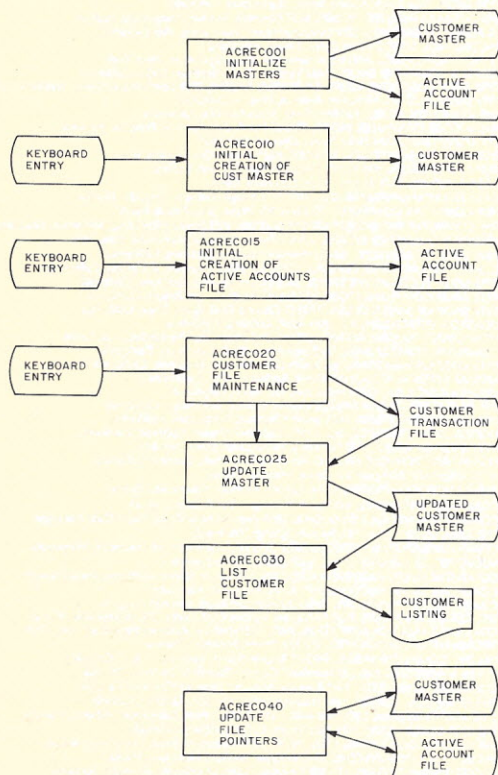 CUSTOMER
MASTER
ACREC001
INITIALIZE
MASTERS
ACTIVE
ACCOUNT
FILE
KEYBOARD
ENTRY
ACREC010
INITIAL
CREATION OF
CUST MASTER
CUSTOMER
MASTER
KEYBOARD
ENTRY
ACREC015
INITIAL
CREATION OF
ACTIVE ACCOUNTS
FILE
ACTIVE
ACCOUNT
FILE
KEYBOARD
ENTRY
ACREC020
CUSTOMER
FILE
MAINTENANCE
CUSTOMER
TRANSACTION
FILE
ACREC025
UPDATE
MASTER
UPDATED
CUSTOMER
MASTER
ACREC030
LIST
CUSTOMER
FILE
CUSTOMER
LISTING
ACREC040
UPDATE
FILE
POINTERS
CUSTOMER
MASTER
ACTIVE
ACCOUNT
FILE